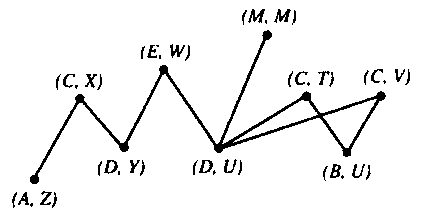 (M, M)
(E, W)
(C, X)
(C, T)
(C, V)
(D, Y)
(D, U)
(B, U)
(A, Z)